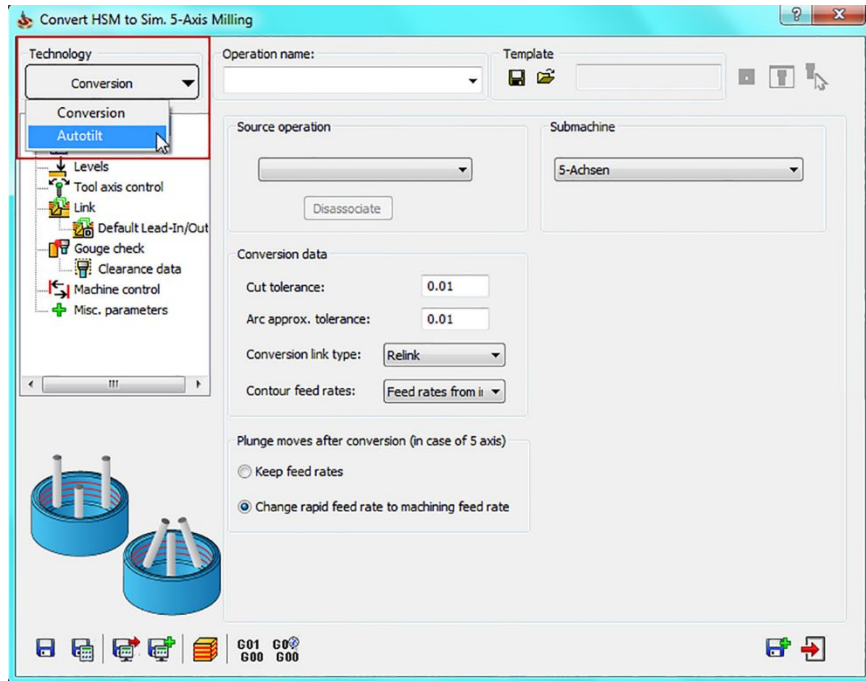 Convert HSM to Sim. 5-Axis Milling
Technology
Operation name:
Template
Conversion
Conversion
Autotilt
Levels
Tool axis control
Link
Default Lead-In/Out
Gouge check
Clearance data
Machine control
Misc. parameters
Source operation
Disassociate
Submachine
5-Achsen
Conversion data
Cut tolerance:
0.01
Arc approx. tolerance:
0.01
Conversion link type:
Relink
Contour feed rates:
Feed rates from
Plunge moves after conversion (in case of 5 axis)
Keep feed rates
Change rapid feed rate to machining feed rate
G01 G0
G00 G00